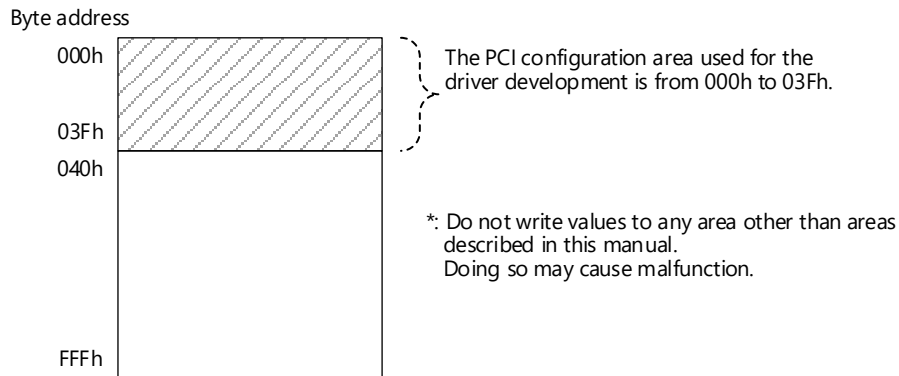 Byte address
000h
The PCI configuration area used for the
driver development is from 000h to 03Fh.
03Fh
040h
*: Do not write values to any area other than areas
described in this manual.
Doing so may cause malfunction.
FFFh